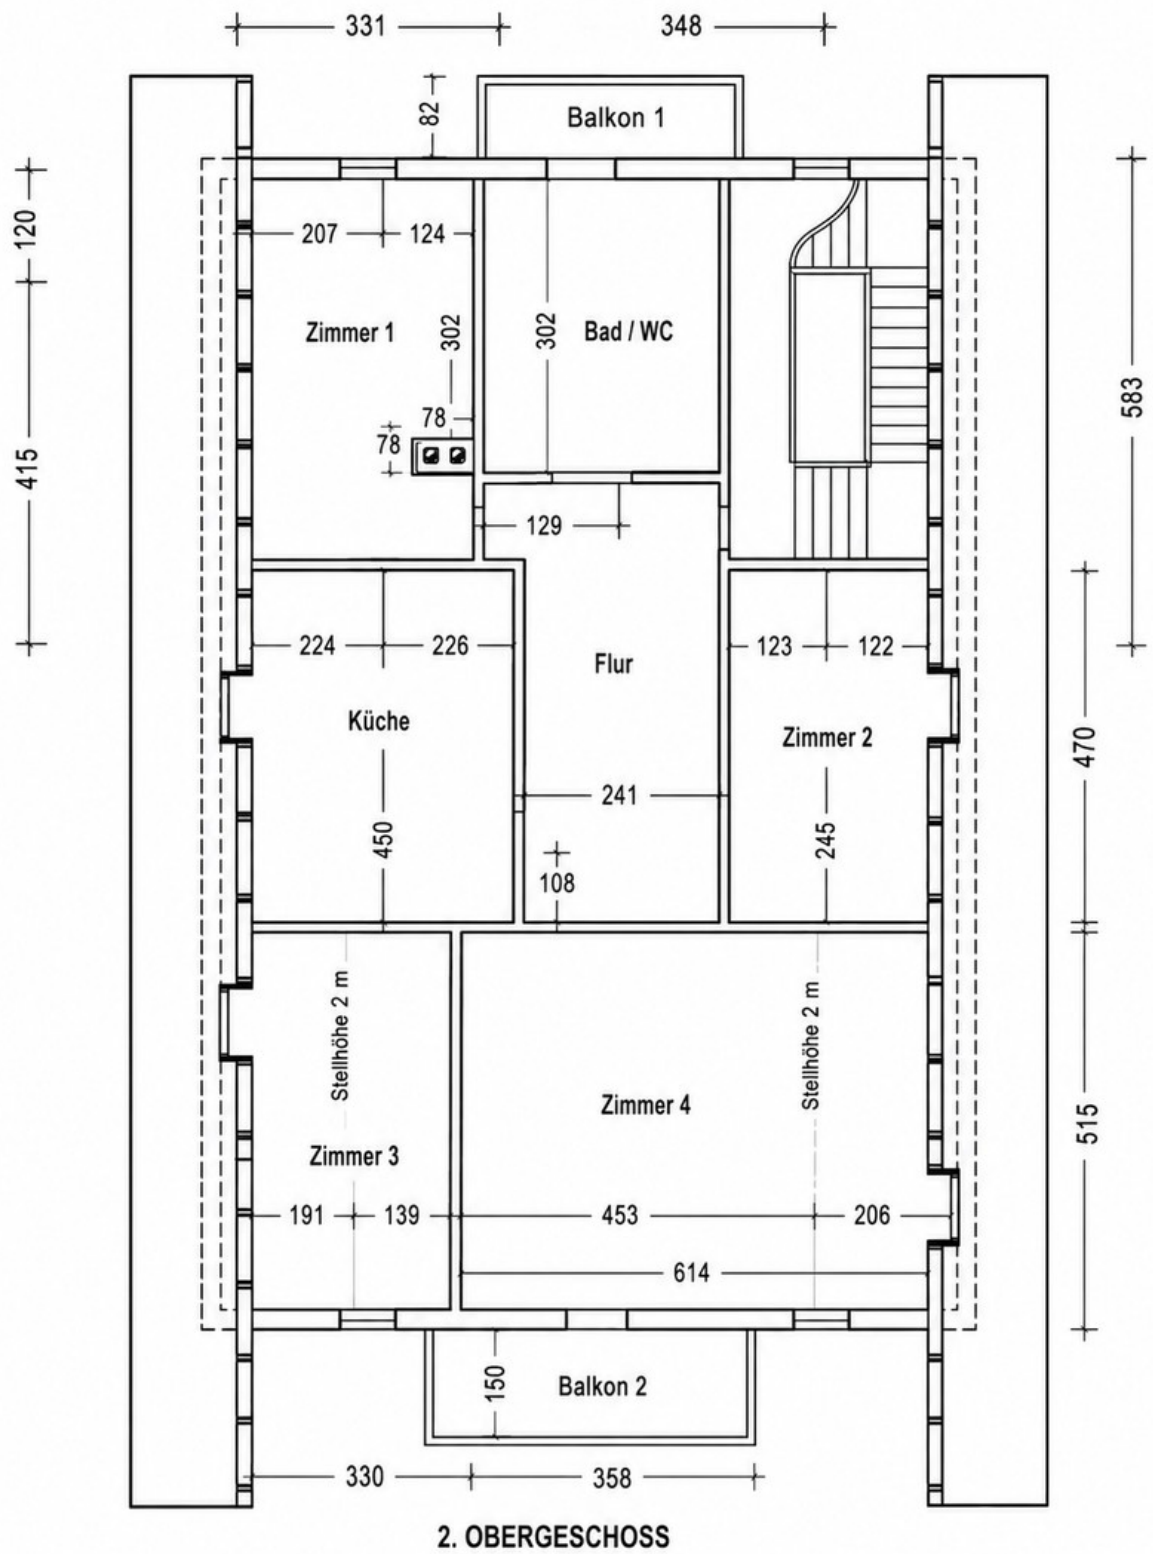 331
348
82
Balkon 1
120
207
124
302
Zimmer 1
302
Bad / WC
583
78
78
415
129
224
226
Flur
123
122
Küche
Zimmer 2
470
241
450
245
108
Stellhöhe 2 m
Stellhöhe 2 m
Zimmer 4
515
Zimmer 3
191
139
453
206
614
150
Balkon 2
330
358
2. OBERGESCHOSS